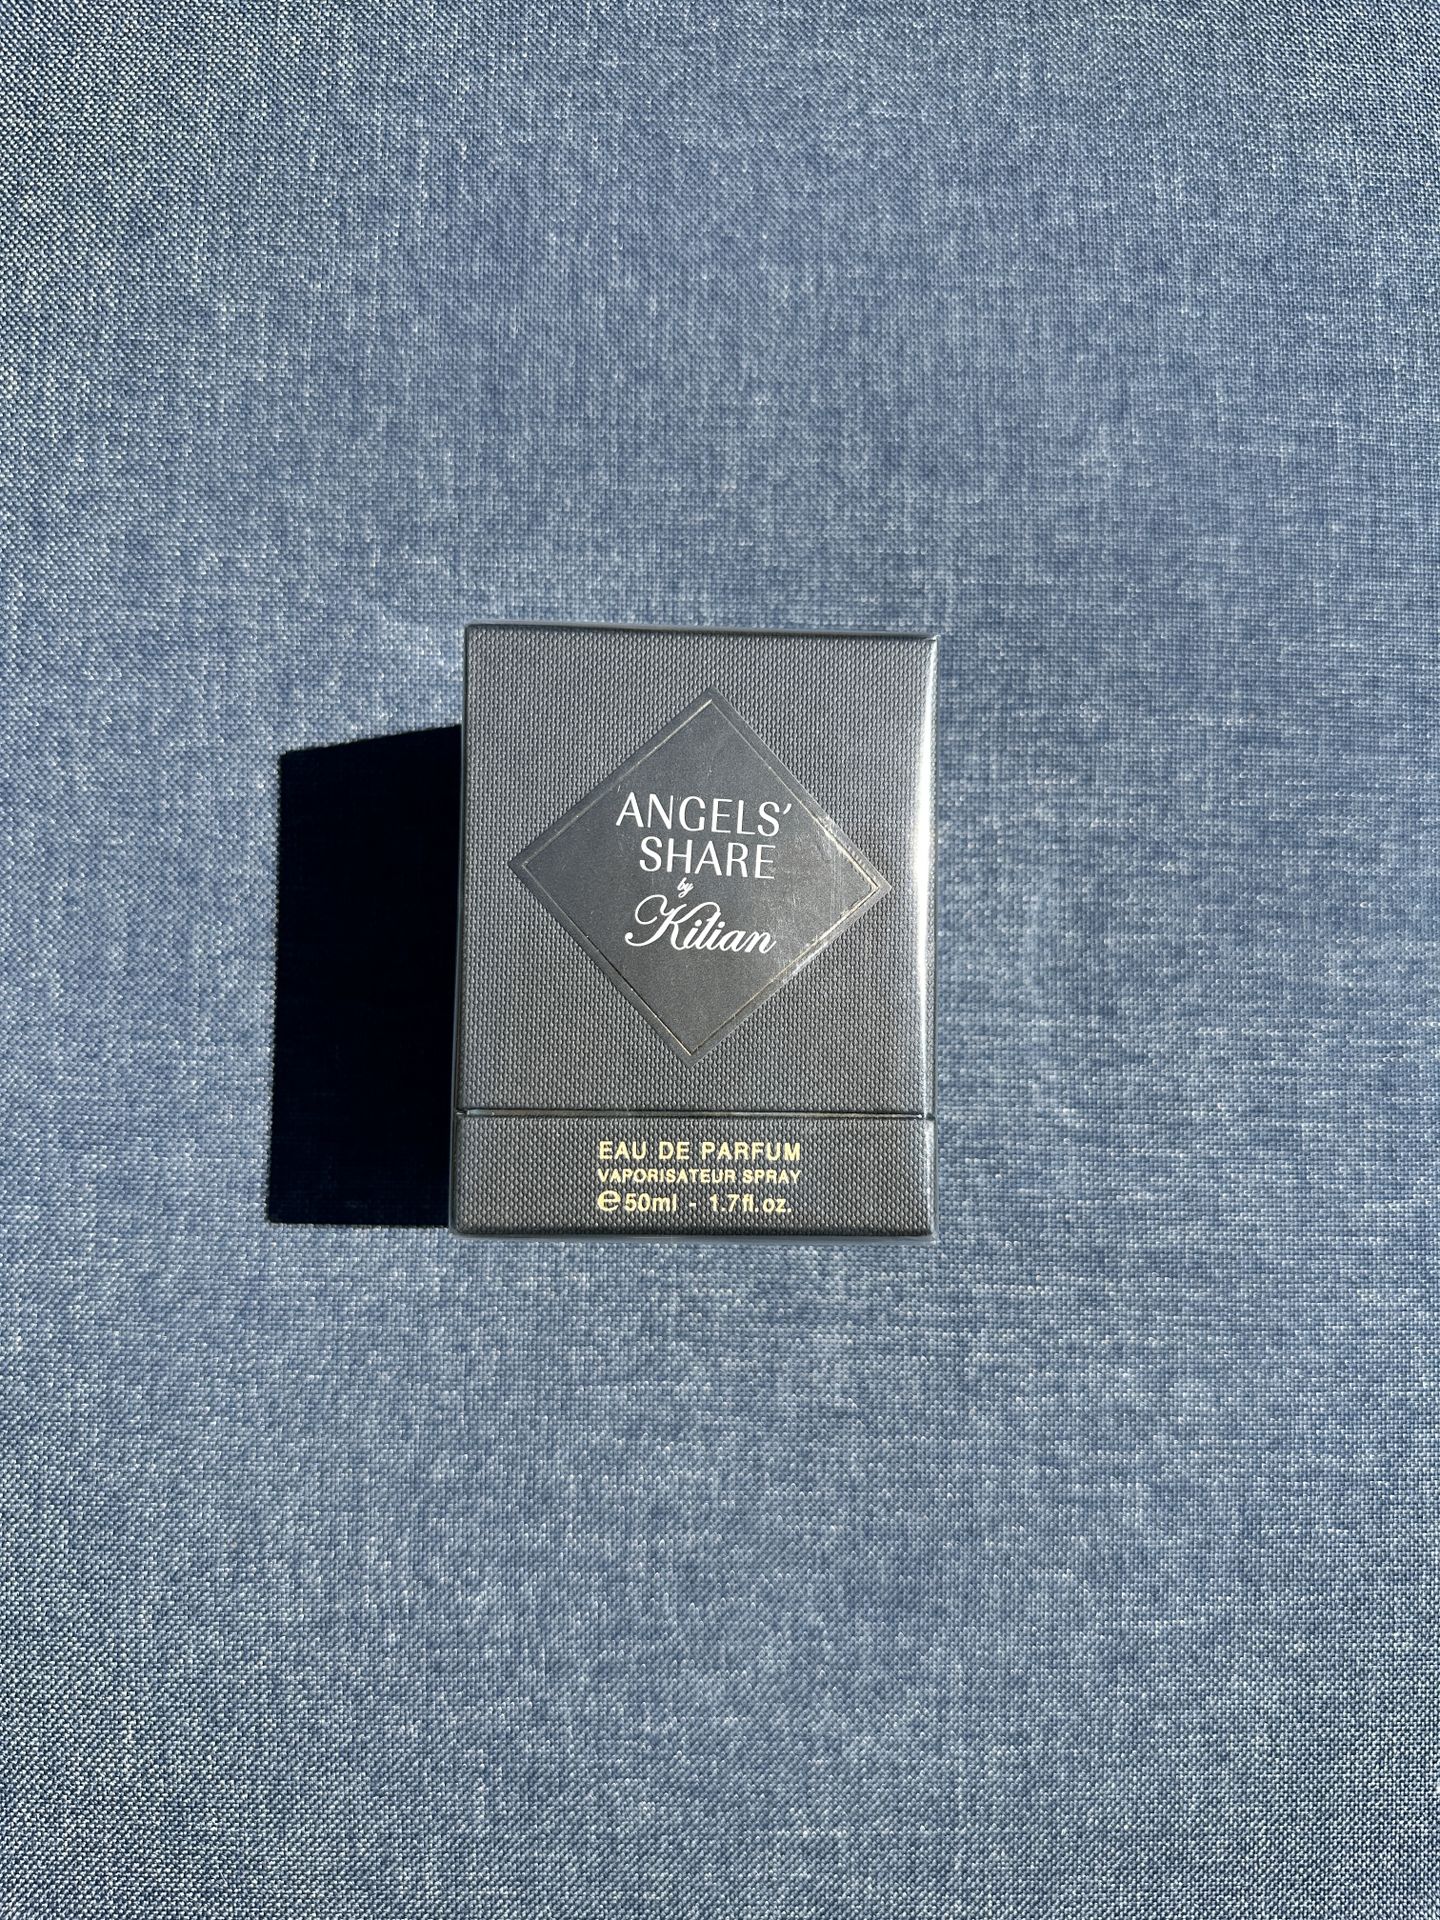 ANGELS'
SHARE
by
Kilian
EAU DE PARFUM
VAPORISATEUR SPRAY
℮50ml - 1.7fl.oz.